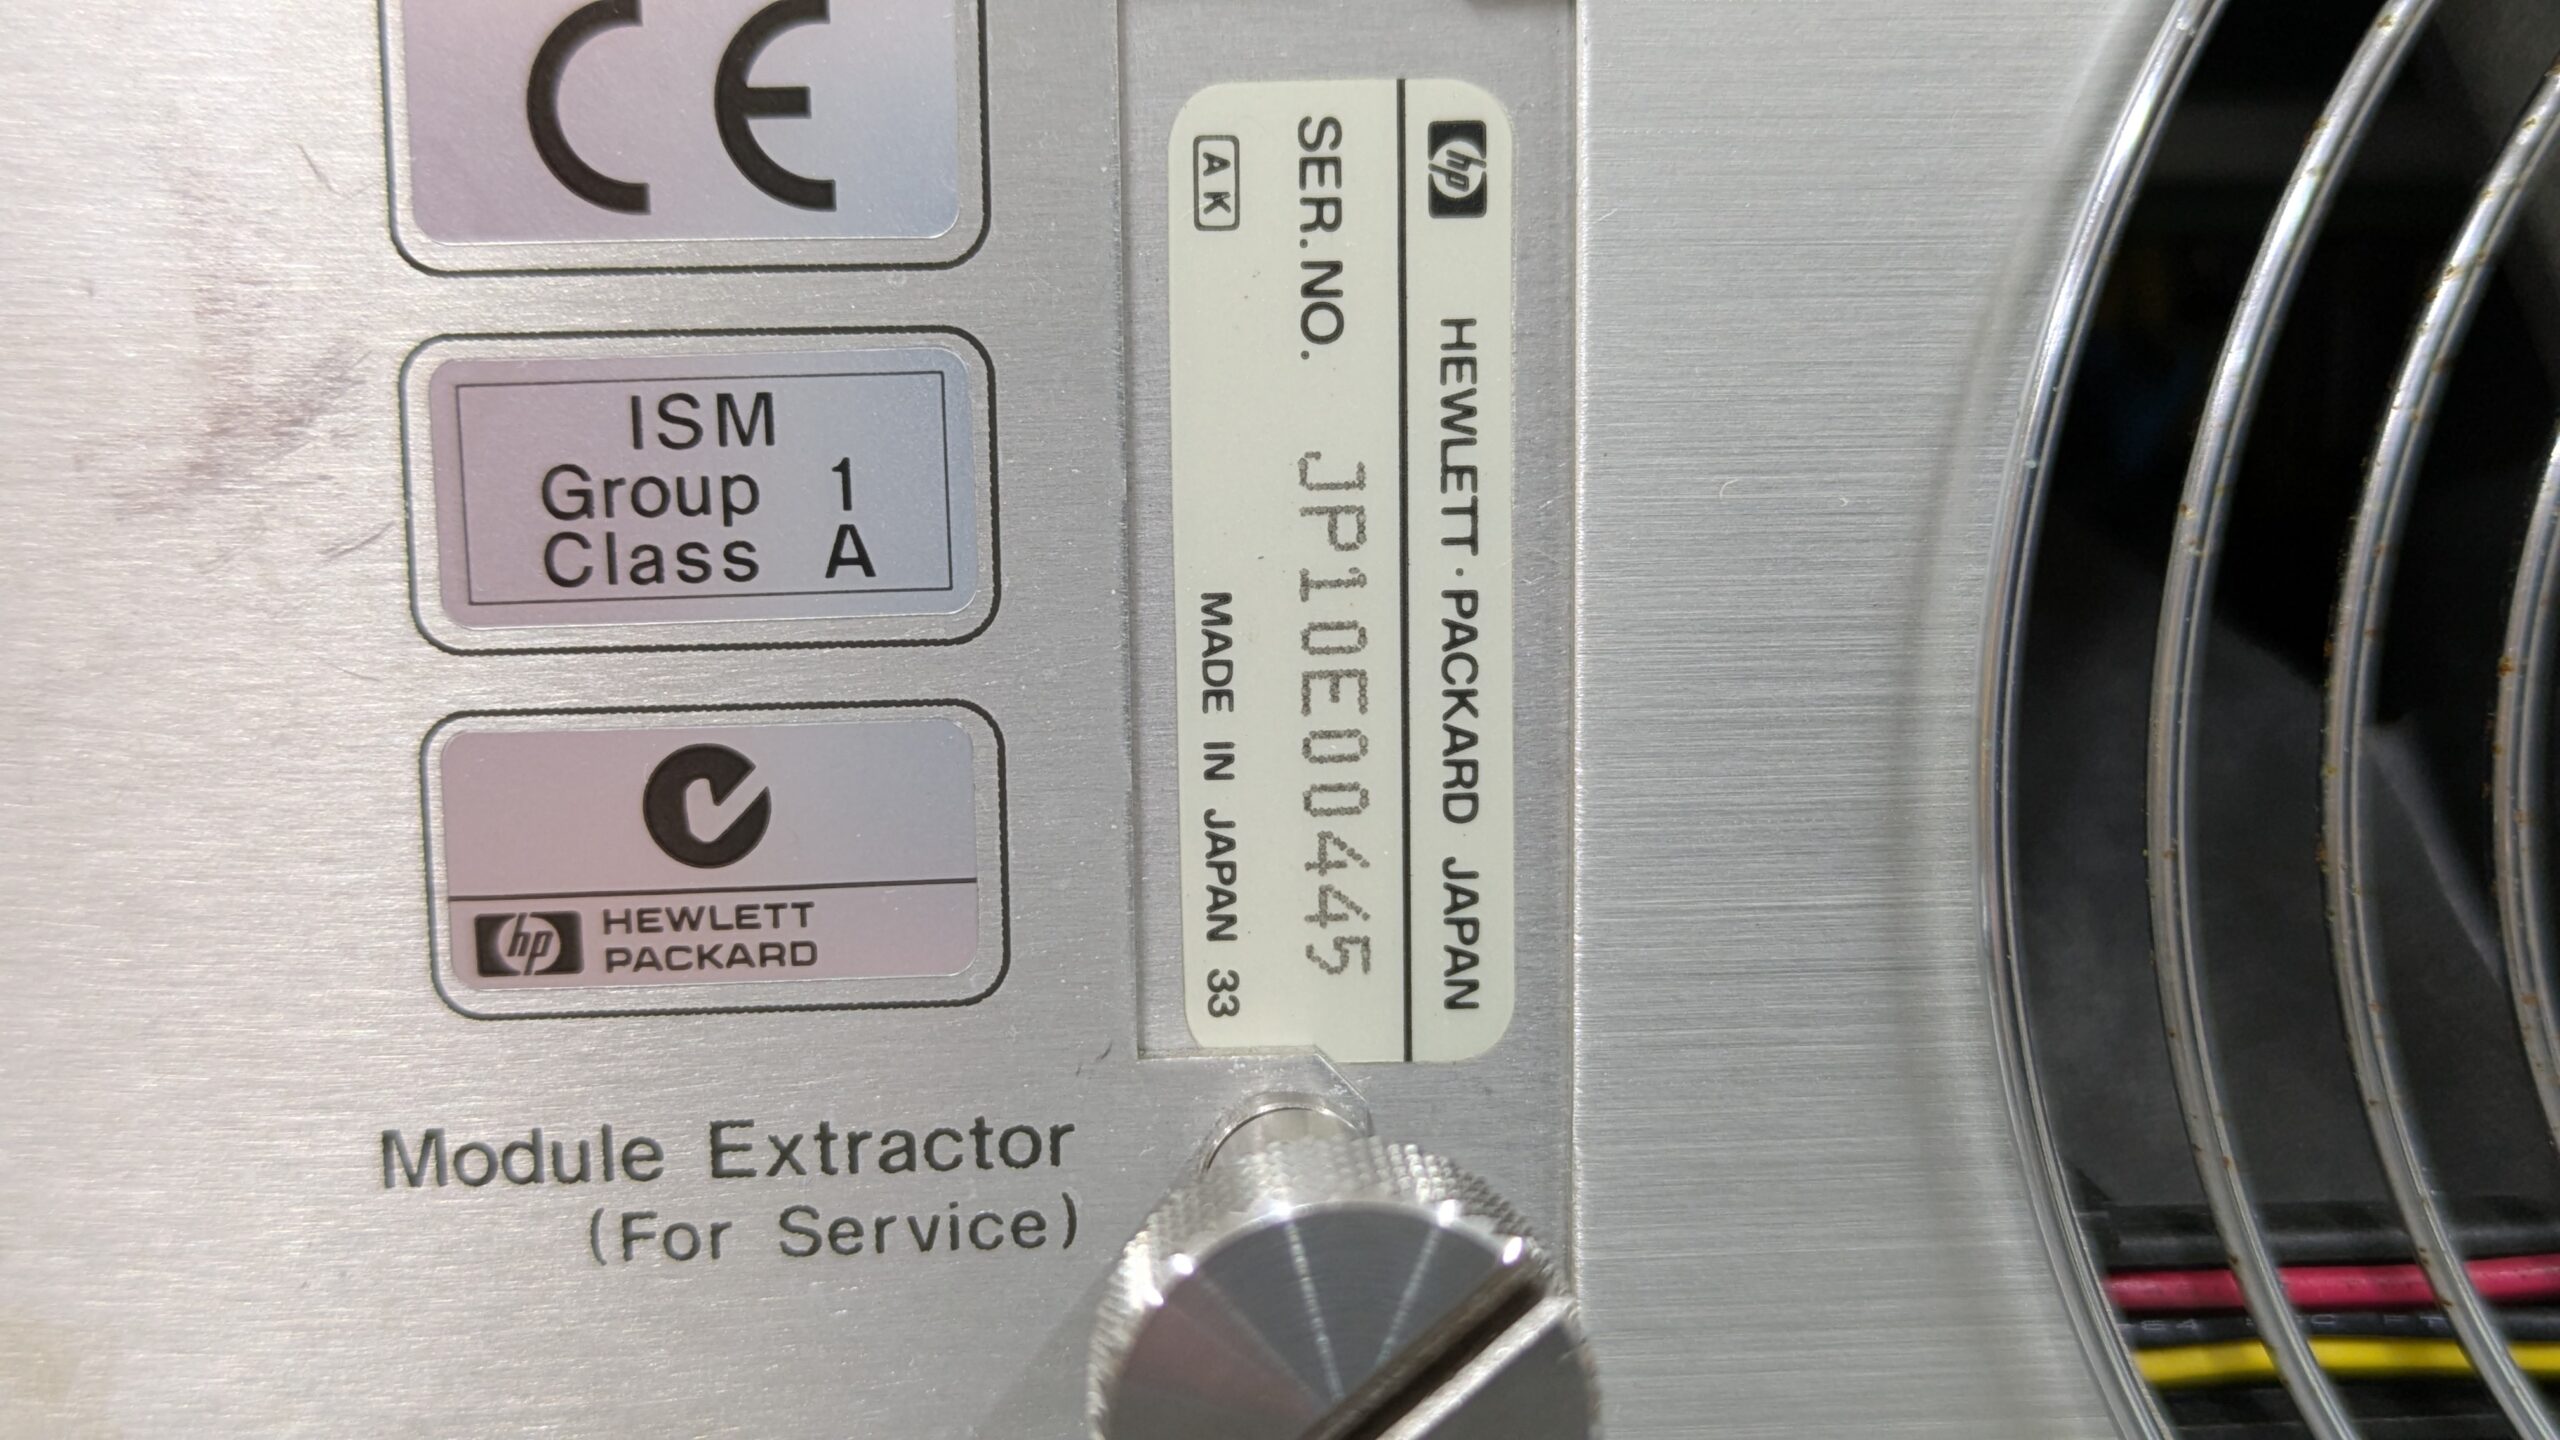 CE
ISM
Group 1
Class A
hp HEWLETT
PACKARD
Module Extractor
(For Service)
hp HEWLETT·PACKARD JAPAN
SER.NO. JP10E00445
AK MADE IN JAPAN 33